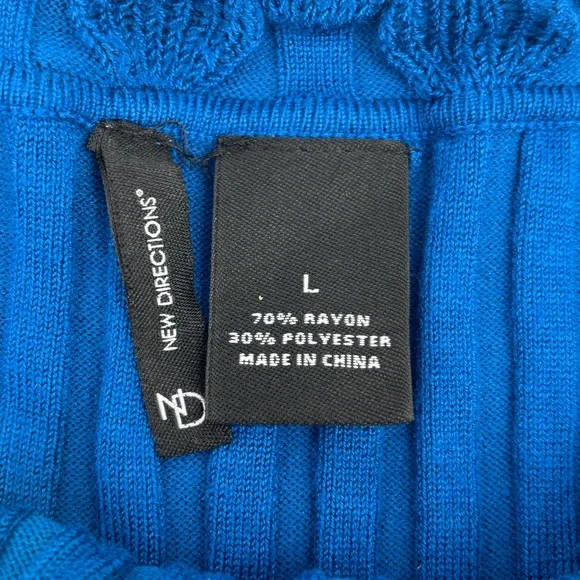 NEW DIRECTIONS®
ND
L
70% RAYON
30% POLYESTER
MADE IN CHINA